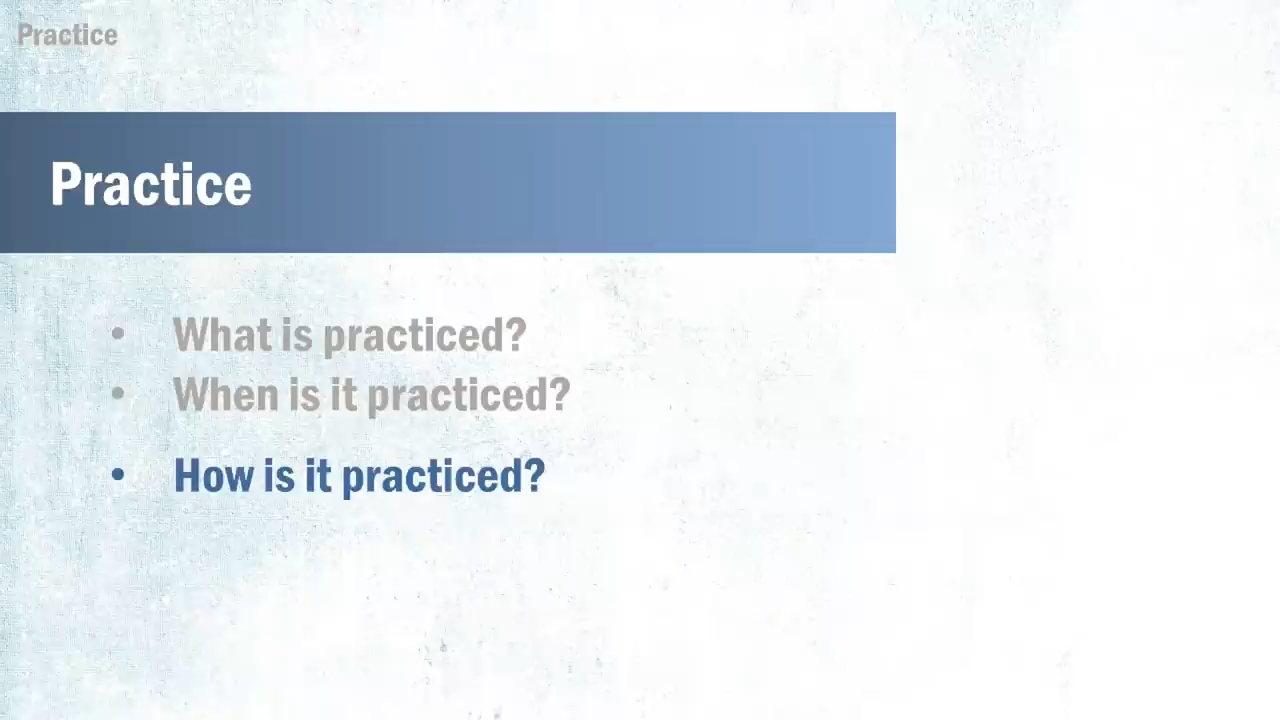 Practice
Practice
• What is practiced?
• When is it practiced?
• How is it practiced?